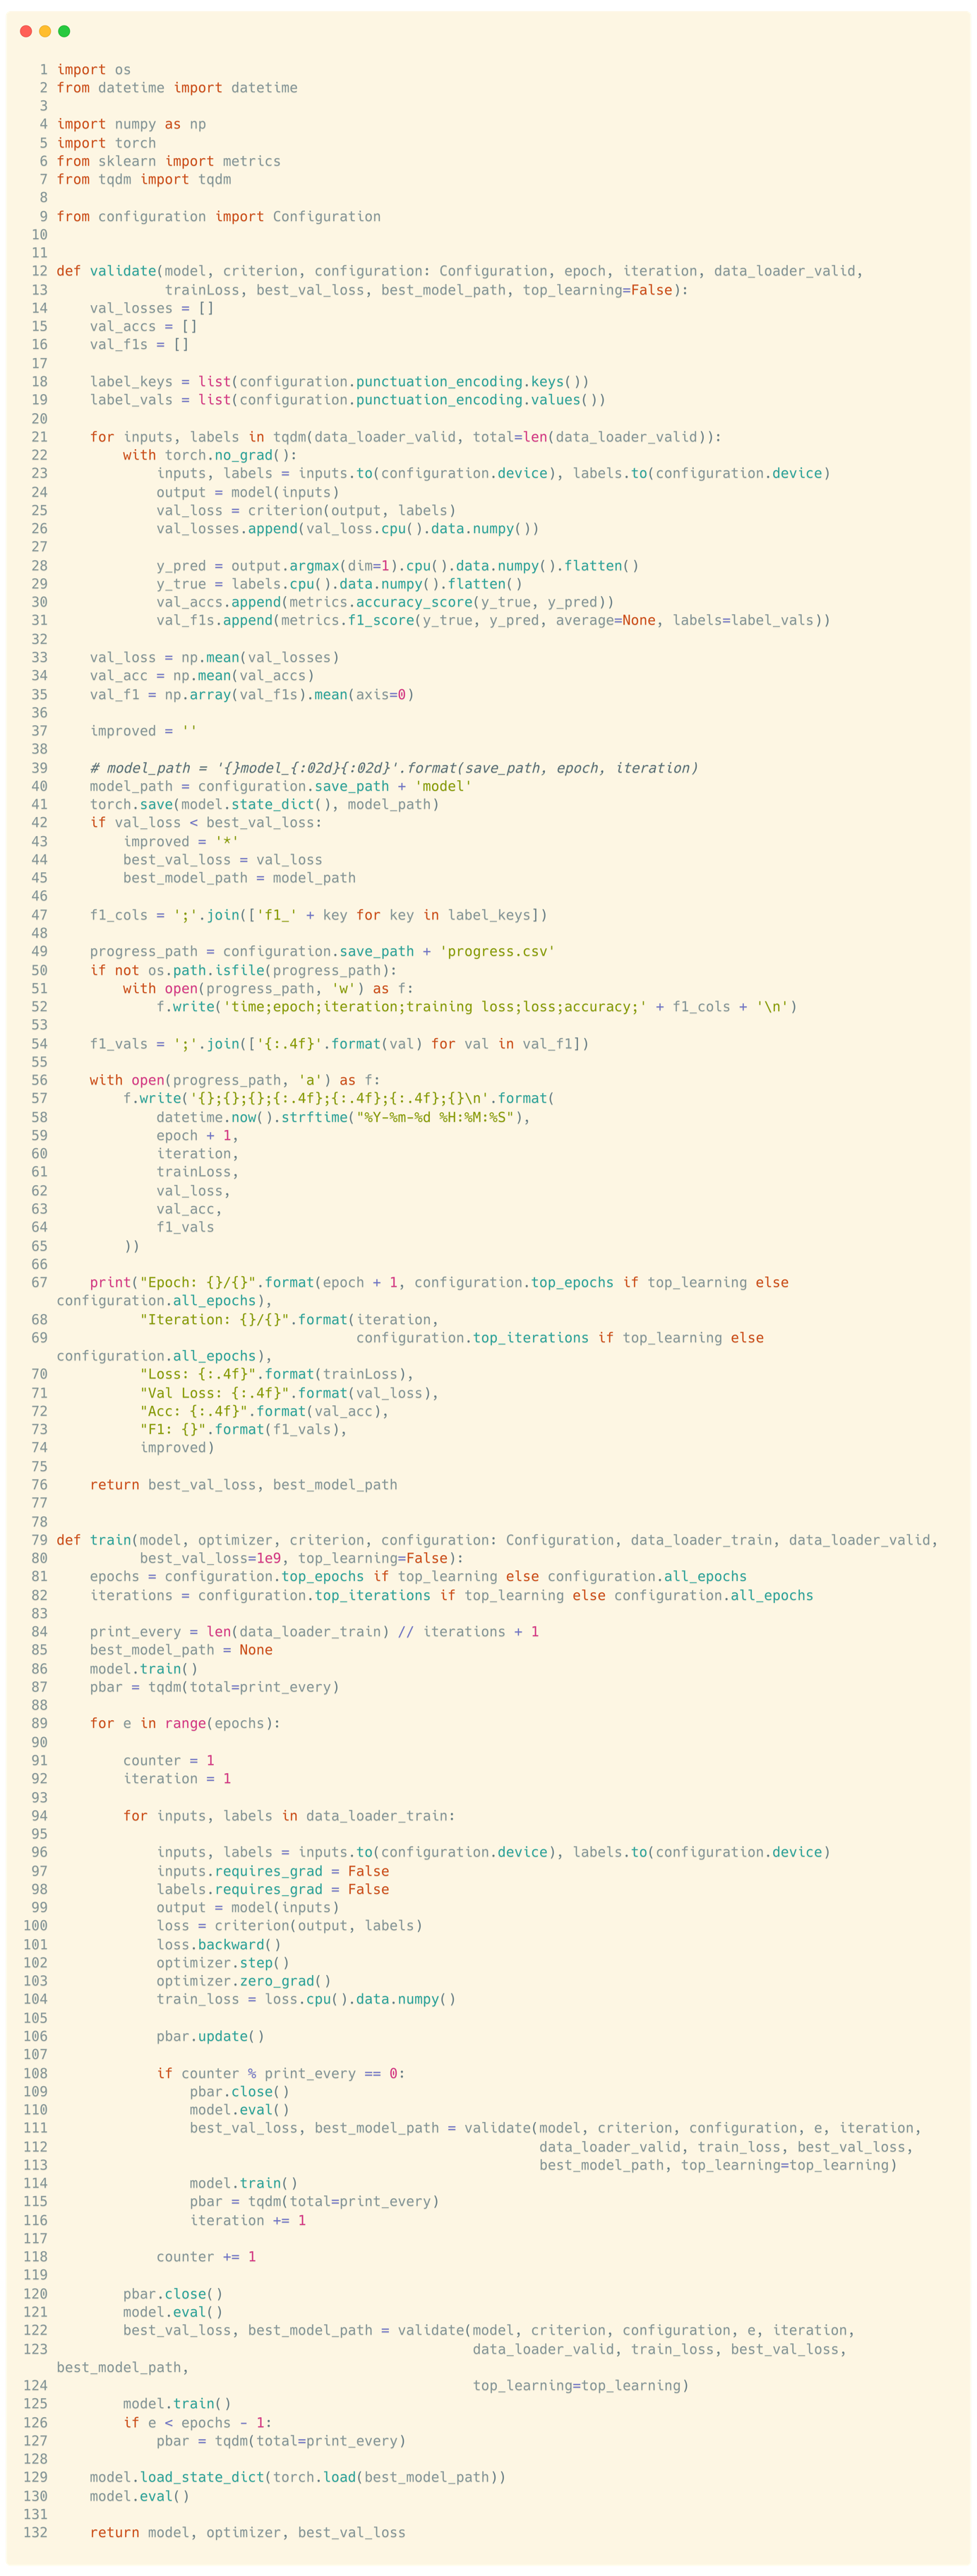 1 import os
2 from datetime import datetime
3
4 import numpy as np
5 import torch
6 from sklearn import metrics
7 from tqdm import tqdm
8
9 from configuration import Configuration
10
11
12 def validate(model, criterion, configuration: Configuration, epoch, iteration, data_loader_valid,
13              trainLoss, best_val_loss, best_model_path, top_learning=False):
14     val_losses = []
15     val_accs = []
16     val_f1s = []
17
18     label_keys = list(configuration.punctuation_encoding.keys())
19     label_vals = list(configuration.punctuation_encoding.values())
20
21     for inputs, labels in tqdm(data_loader_valid, total=len(data_loader_valid)):
22         with torch.no_grad():
23             inputs, labels = inputs.to(configuration.device), labels.to(configuration.device)
24             output = model(inputs)
25             val_loss = criterion(output, labels)
26             val_losses.append(val_loss.cpu().data.numpy())
27
28             y_pred = output.argmax(dim=1).cpu().data.numpy().flatten()
29             y_true = labels.cpu().data.numpy().flatten()
30             val_accs.append(metrics.accuracy_score(y_true, y_pred))
31             val_f1s.append(metrics.f1_score(y_true, y_pred, average=None, labels=label_vals))
32
33     val_loss = np.mean(val_losses)
34     val_acc = np.mean(val_accs)
35     val_f1 = np.array(val_f1s).mean(axis=0)
36
37     improved = ''
38
39     # model_path = '{}model_{:02d}{:02d}'.format(save_path, epoch, iteration)
40     model_path = configuration.save_path + 'model'
41     torch.save(model.state_dict(), model_path)
42     if val_loss < best_val_loss:
43         improved = '*'
44         best_val_loss = val_loss
45         best_model_path = model_path
46
47     f1_cols = ';'.join(['f1_' + key for key in label_keys])
48
49     progress_path = configuration.save_path + 'progress.csv'
50     if not os.path.isfile(progress_path):
51         with open(progress_path, 'w') as f:
52             f.write('time;epoch;iteration;training loss;loss;accuracy;' + f1_cols + '\n')
53
54     f1_vals = ';'.join(['{:.4f}'.format(val) for val in val_f1])
55
56     with open(progress_path, 'a') as f:
57         f.write('{};{};{};{:.4f};{:.4f};{:.4f};{}\n'.format(
58             datetime.now().strftime("%Y-%m-%d %H:%M:%S"),
59             epoch + 1,
60             iteration,
61             trainLoss,
62             val_loss,
63             val_acc,
64             f1_vals
65         ))
66
67     print("Epoch: {}/{}".format(epoch + 1, configuration.top_epochs if top_learning else
configuration.all_epochs),
68           "Iteration: {}/{}".format(iteration,
69                                     configuration.top_iterations if top_learning else
configuration.all_epochs),
70           "Loss: {:.4f}".format(trainLoss),
71           "Val Loss: {:.4f}".format(val_loss),
72           "Acc: {:.4f}".format(val_acc),
73           "F1: {}".format(f1_vals),
74           improved)
75
76     return best_val_loss, best_model_path
77
78
79 def train(model, optimizer, criterion, configuration: Configuration, data_loader_train, data_loader_valid,
80           best_val_loss=1e9, top_learning=False):
81     epochs = configuration.top_epochs if top_learning else configuration.all_epochs
82     iterations = configuration.top_iterations if top_learning else configuration.all_epochs
83
84     print_every = len(data_loader_train) // iterations + 1
85     best_model_path = None
86     model.train()
87     pbar = tqdm(total=print_every)
88
89     for e in range(epochs):
90
91         counter = 1
92         iteration = 1
93
94         for inputs, labels in data_loader_train:
95
96             inputs, labels = inputs.to(configuration.device), labels.to(configuration.device)
97             inputs.requires_grad = False
98             labels.requires_grad = False
99             output = model(inputs)
100             loss = criterion(output, labels)
101             loss.backward()
102             optimizer.step()
103             optimizer.zero_grad()
104             train_loss = loss.cpu().data.numpy()
105
106             pbar.update()
107
108             if counter % print_every == 0:
109                 pbar.close()
110                 model.eval()
111                 best_val_loss, best_model_path = validate(model, criterion, configuration, e, iteration,
112                                                           data_loader_valid, train_loss, best_val_loss,
113                                                           best_model_path, top_learning=top_learning)
114                 model.train()
115                 pbar = tqdm(total=print_every)
116                 iteration += 1
117
118             counter += 1
119
120         pbar.close()
121         model.eval()
122         best_val_loss, best_model_path = validate(model, criterion, configuration, e, iteration,
123                                                   data_loader_valid, train_loss, best_val_loss,
best_model_path,
124                                                   top_learning=top_learning)
125         model.train()
126         if e < epochs - 1:
127             pbar = tqdm(total=print_every)
128
129     model.load_state_dict(torch.load(best_model_path))
130     model.eval()
131
132     return model, optimizer, best_val_loss